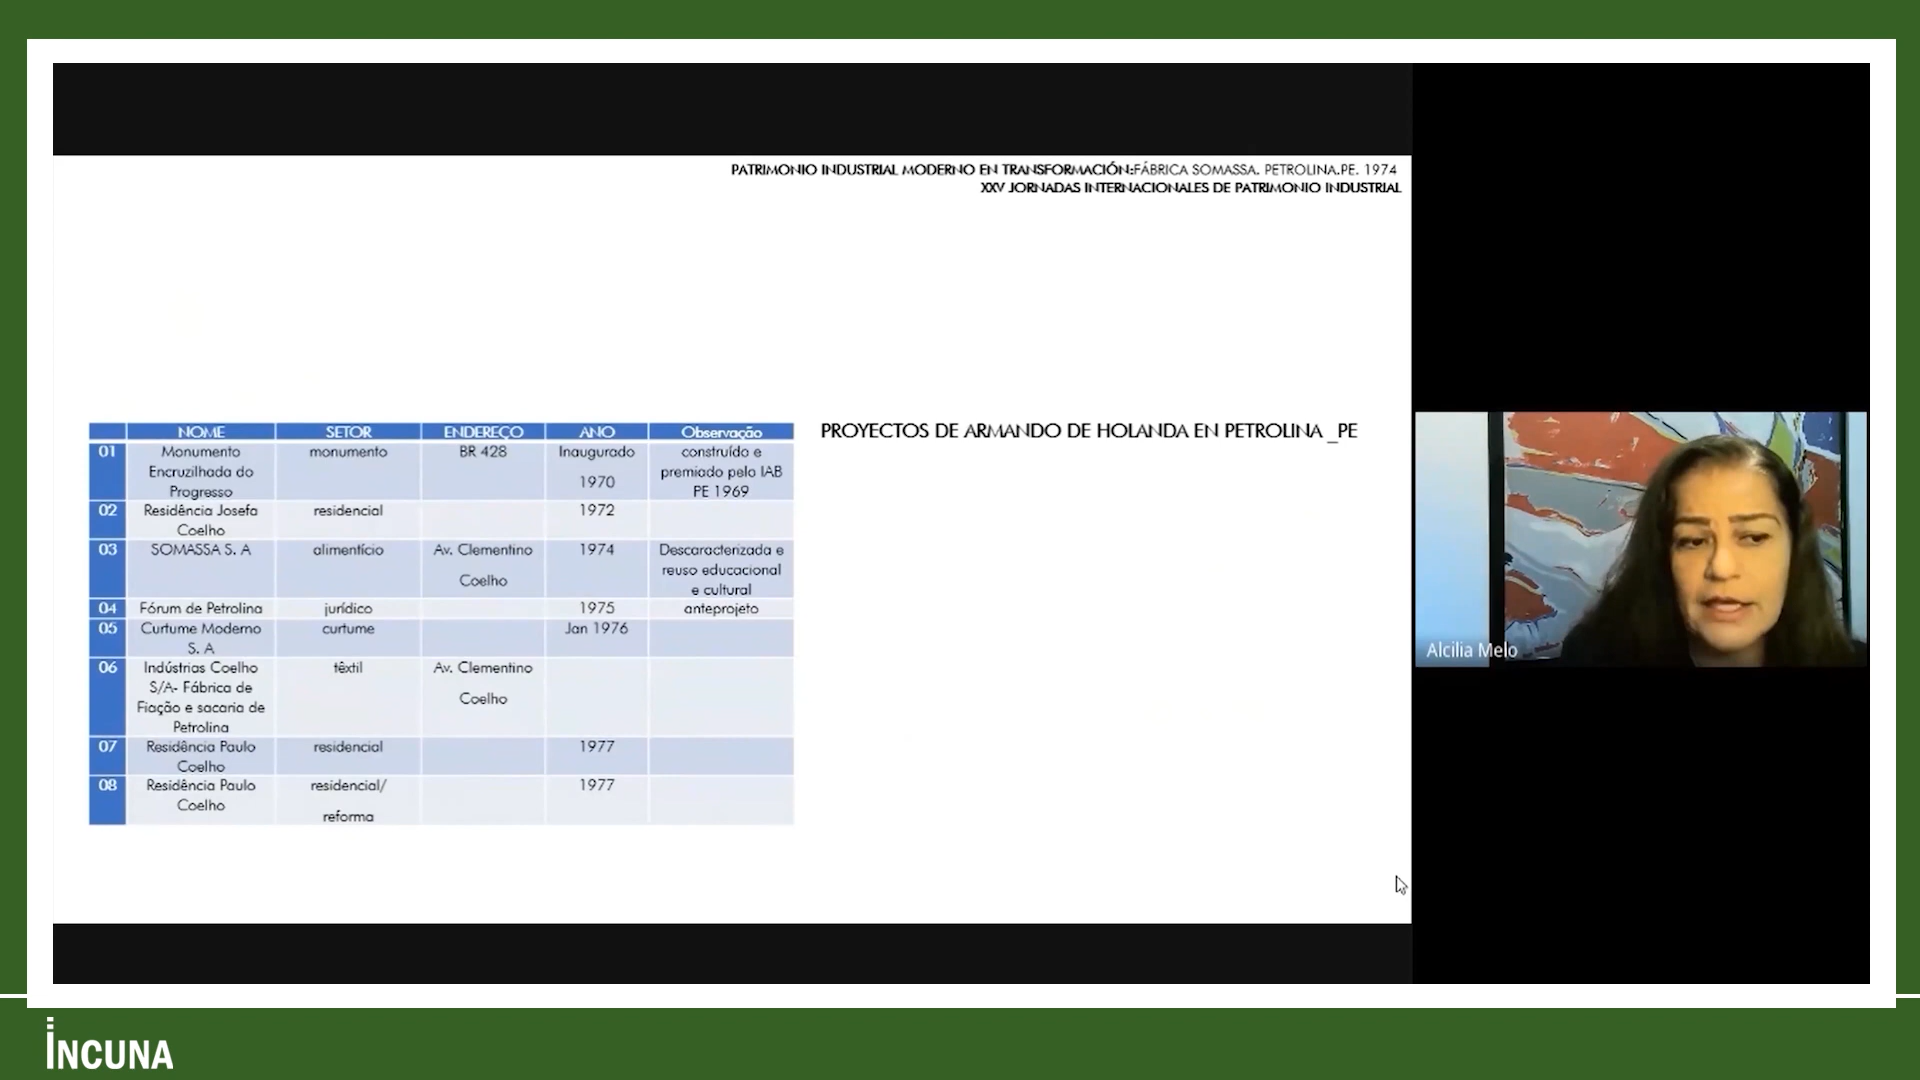 PATRIMONIO INDUSTRIAL MODERNO EN TRANSFORMACIÓN:FÁBRICA SOMASSA. PETROLINA.PE. 1974
XXV JORNADAS INTERNACIONALES DE PATRIMONIO INDUSTRIAL
PROYECTOS DE ARMANDO DE HOLANDA EN PETROLINA _PE
NOME SETOR ENDEREÇO ANO Observação
01 Monumento monumento BR 428 Inaugurado construído e
Encruzilhada do 1970 premiado pelo IAB
Progresso PE 1969
02 Residência Josefa residencial 1972
Coelho
03 SOMASSA S. A alimentício Av. Clementino 1974 Descaracterizada e
Coelho reuso educacional
e cultural
04 Fórum de Petrolina jurídico 1975 anteprojeto
05 Curtume Moderno curtume Jan 1976
S. A
06 Indústrias Coelho têxtil Av. Clementino
S/A- Fábrica de Coelho
Fiação e sacaria de
Petrolina
07 Residência Paulo residencial 1977
Coelho
08 Residência Paulo residencial/ 1977
Coelho reforma
Alcilia Melo
INCUNA